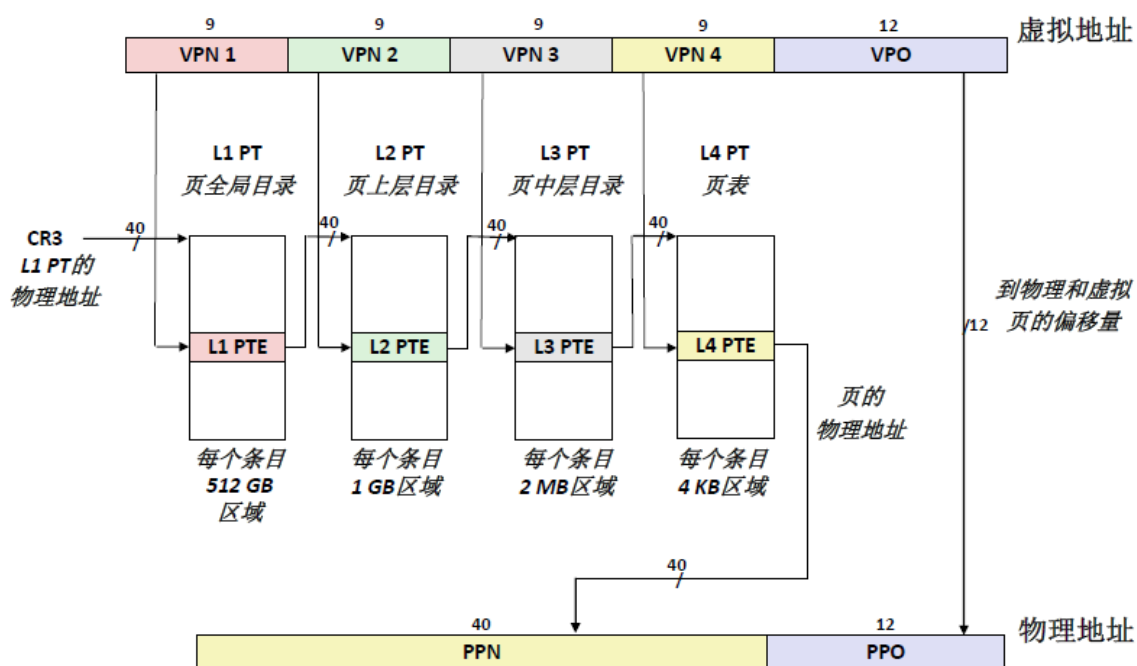 9 9 9 9 12
虚拟地址
VPN 1 VPN 2 VPN 3 VPN 4 VPO
L1 PT L2 PT L3 PT L4 PT
页全局目录 页上层目录 页中层目录 页表
CR3 40 40 40 40
L1 PT的
物理地址
到物理和虚拟
页的偏移量
/12
L1 PTE L2 PTE L3 PTE L4 PTE
页的
物理地址
每个条目 每个条目 每个条目 每个条目
512 GB 1 GB区域 2 MB区域 4 KB区域
区域
40
40 12
物理地址
PPN PPO